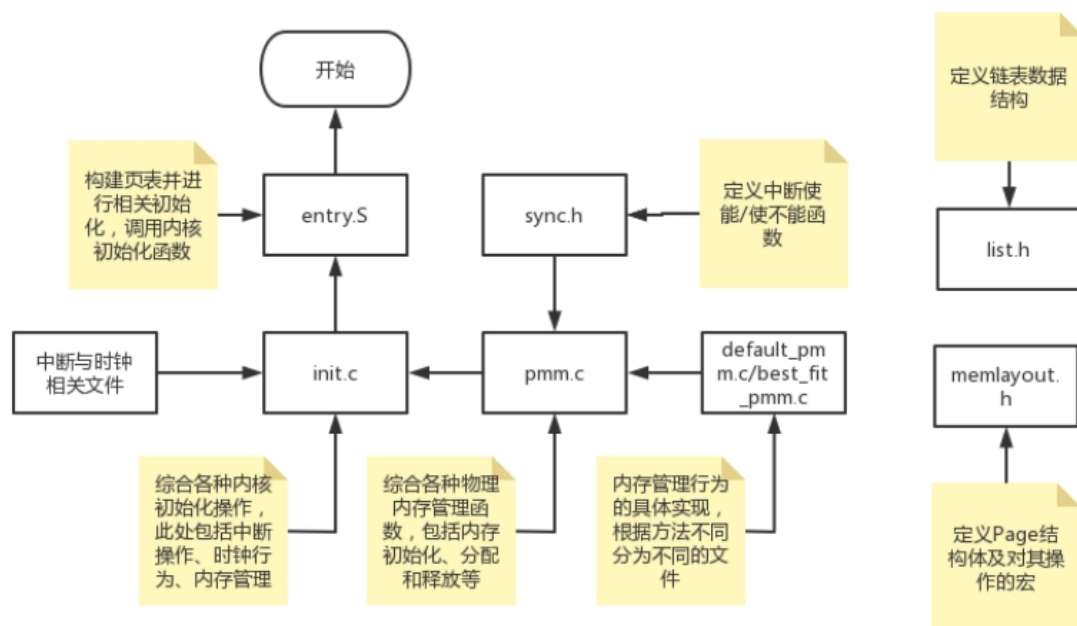 开始
定义链表数据
结构
构建页表并进
行相关初始
化，调用内核
初始化函数
entry.S
sync.h
定义中断使
能/使不能函
数
list.h
中断与时钟
相关文件
init.c
pmm.c
default_pm
m.c/best_fit
_pmm.c
memlayout.
h
综合各种内核
初始化操作，
此处包括中断
操作、时钟行
为、内存管理
综合各种物理
内存管理函
数，包括内存
初始化、分配
和释放等
内存管理行为
的具体实现，
根据方法不同
分为不同的文
件
定义Page结
构体及对其操
作的宏